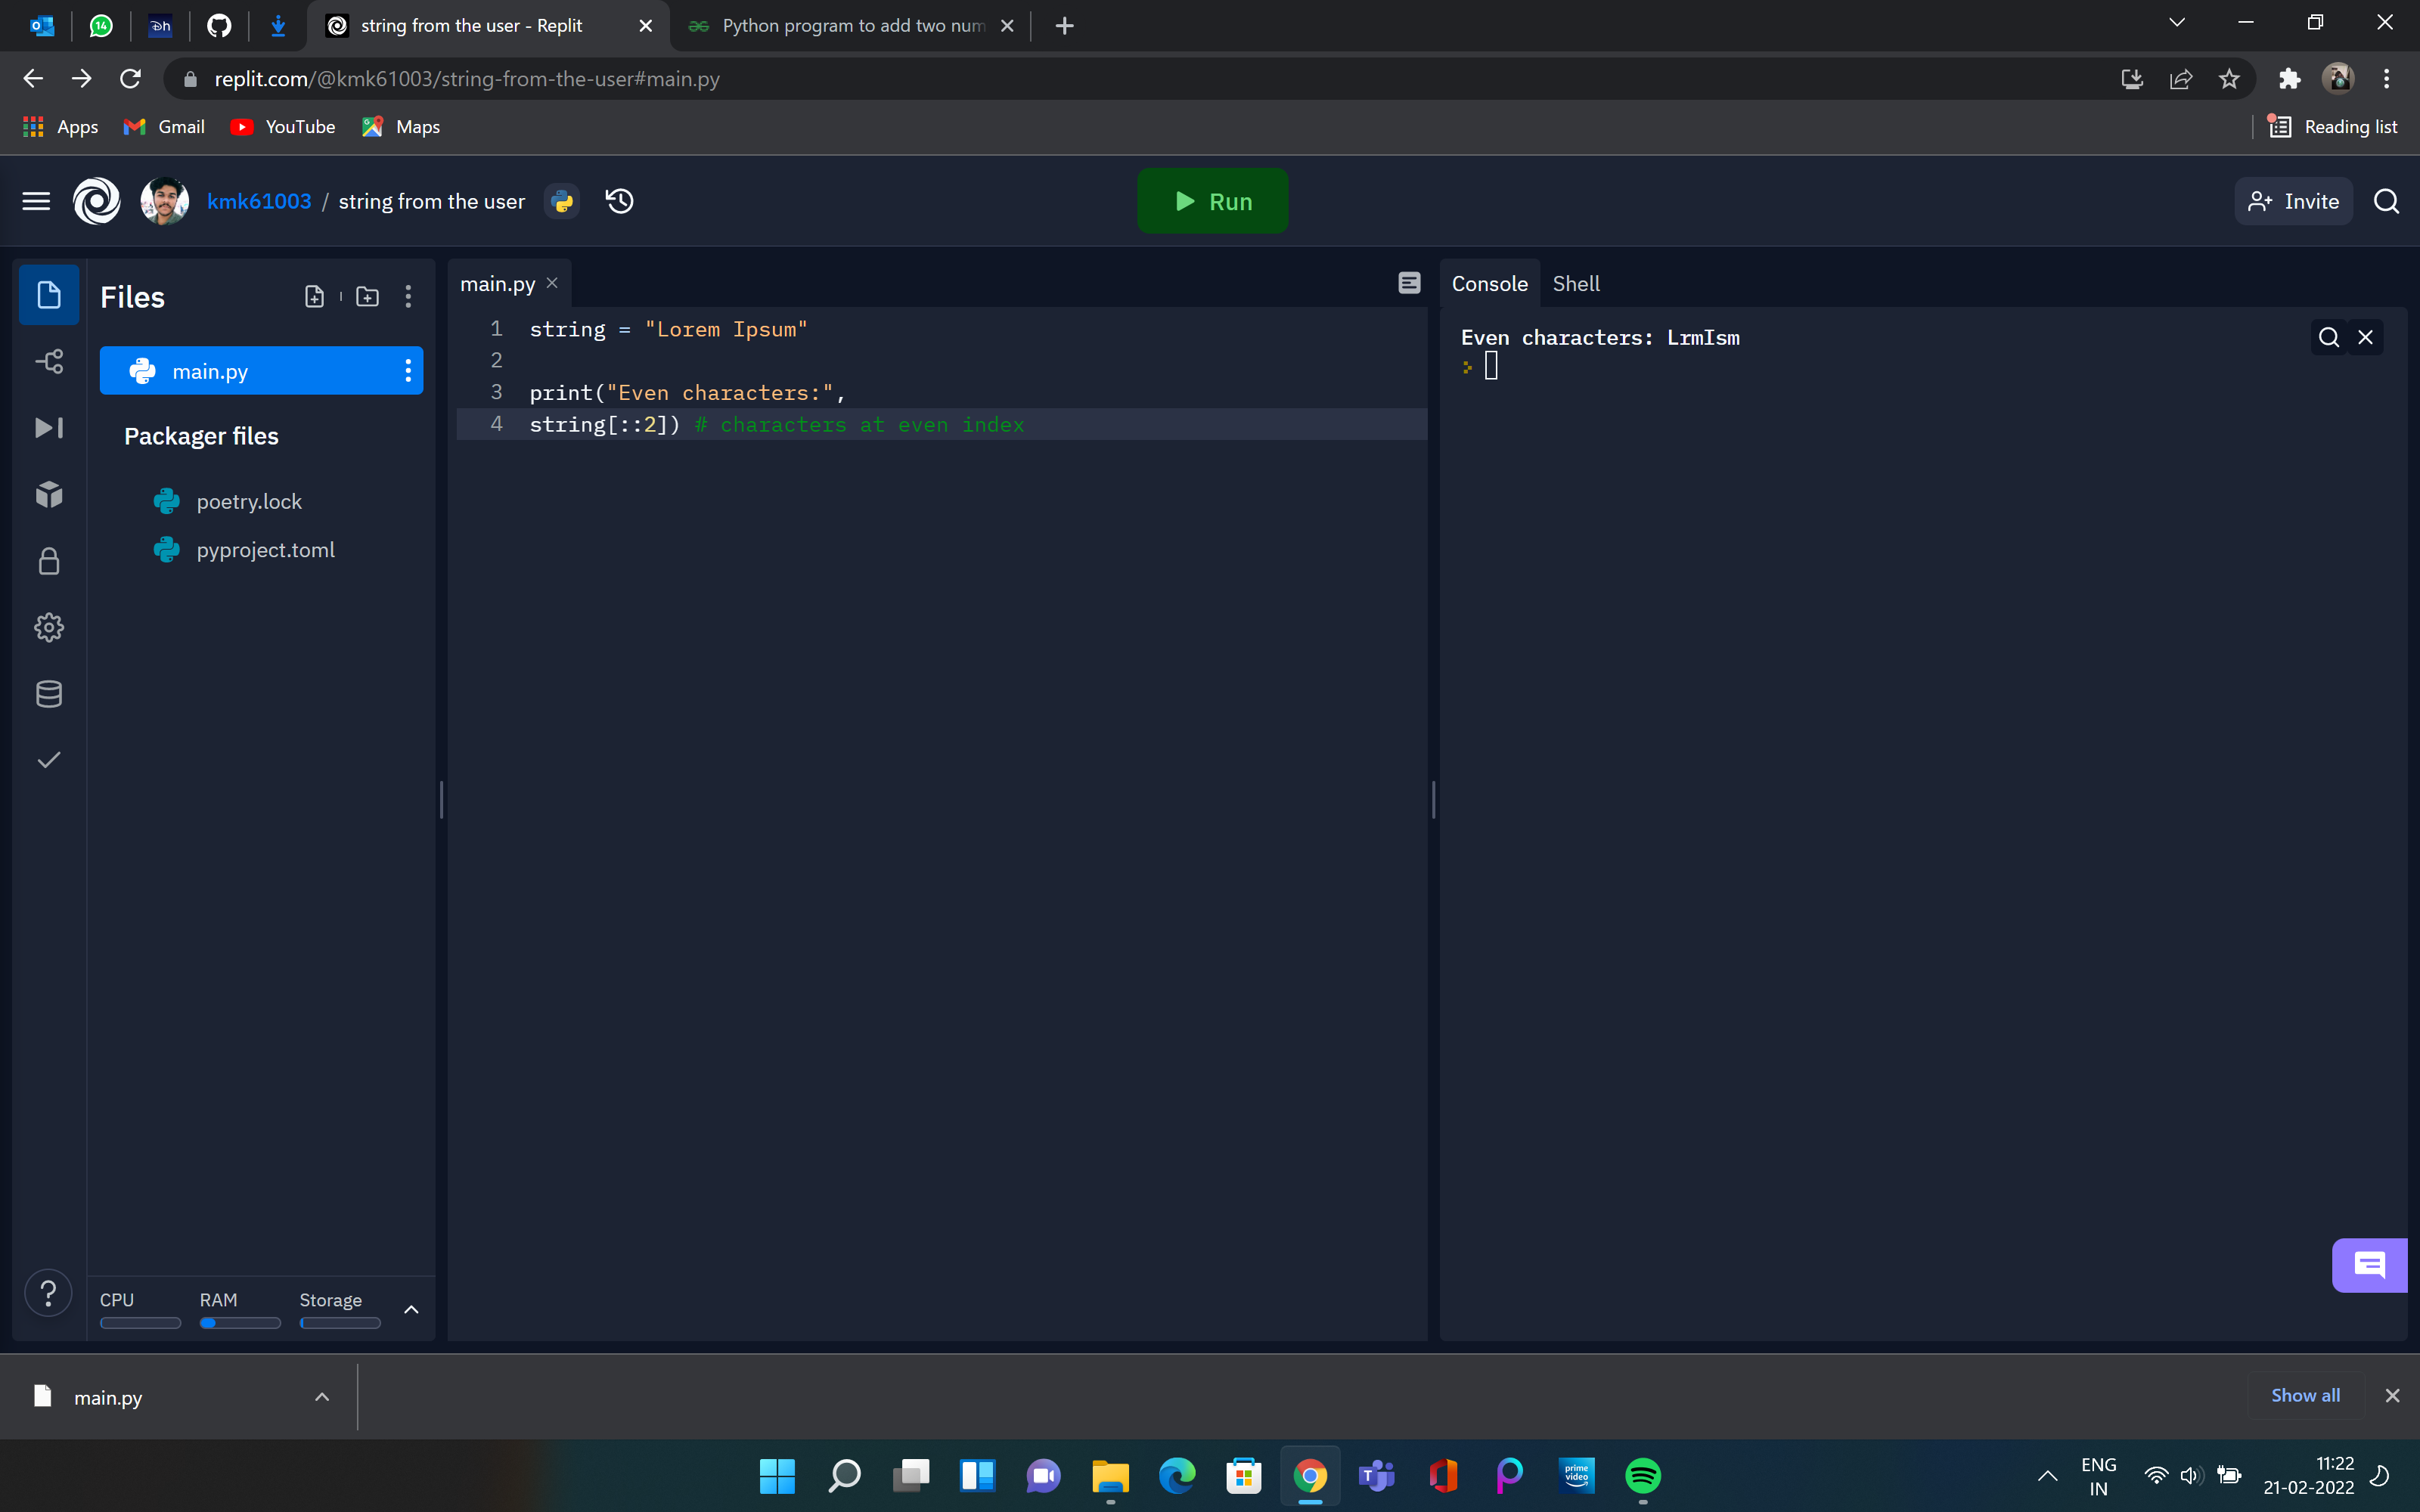 14
Dh
string from the user - Replit
Python program to add two num
replit.com/@kmk61003/string-from-the-user#main.py
Apps
Gmail
YouTube
Maps
Reading list
kmk61003 / string from the user
Run
Invite
Files
main.py
Packager files
poetry.lock
pyproject.toml
CPU
RAM
Storage
main.py
1 string = "Lorem Ipsum"
2
3 print("Even characters:",
4 string[::2]) # characters at even index
Console
Shell
Even characters: LrmIsm
main.py
Show all
prime video
ENG
IN
11:22
21-02-2022